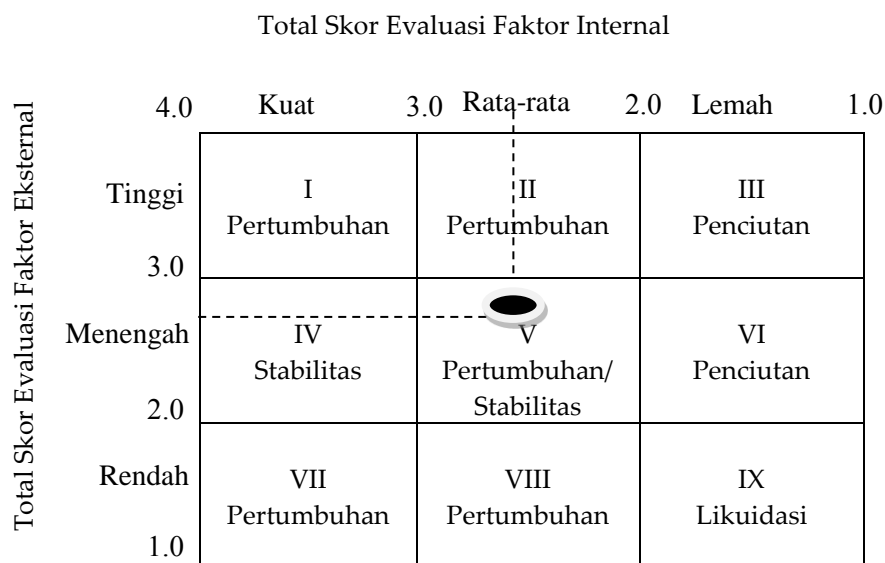 Total Skor Evaluasi Faktor Internal
Total Skor Evaluasi Faktor Eksternal
4.0 Kuat 3.0 Rata-rata 2.0 Lemah 1.0
Tinggi
I II III
Pertumbuhan Pertumbuhan Penciutan
3.0
Menengah
IV V VI
Stabilitas Pertumbuhan/ Penciutan
Stabilitas
2.0
Rendah
VII VIII IX
Pertumbuhan Pertumbuhan Likuidasi
1.0